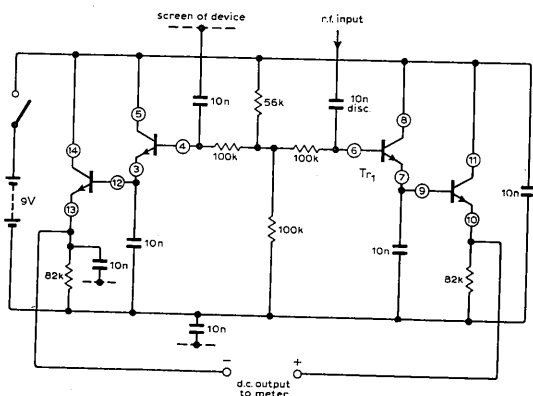 screen of device
r.f. input
10n
56k
10n
disc.
5
8
14
4
100k
100k
6
11
3
Tr1
7
12
9
10n
9V
13
10
100k
10n
10n
10n
82k
82k
10n
−
+
d.c. output
to meter